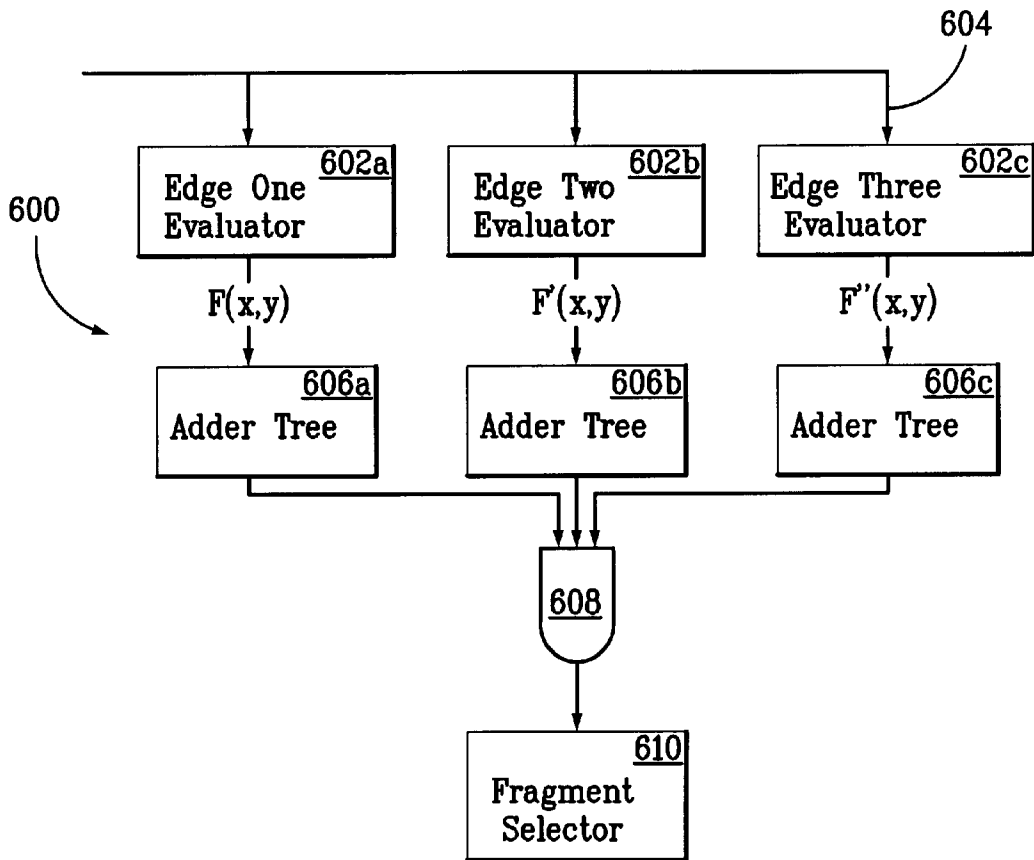 604
602a
Edge One
Evaluator
602b
Edge Two
Evaluator
602c
Edge Three
Evaluator
600
F(x,y)
F'(x,y)
F''(x,y)
606a
Adder Tree
606b
Adder Tree
606c
Adder Tree
608
610
Fragment
Selector